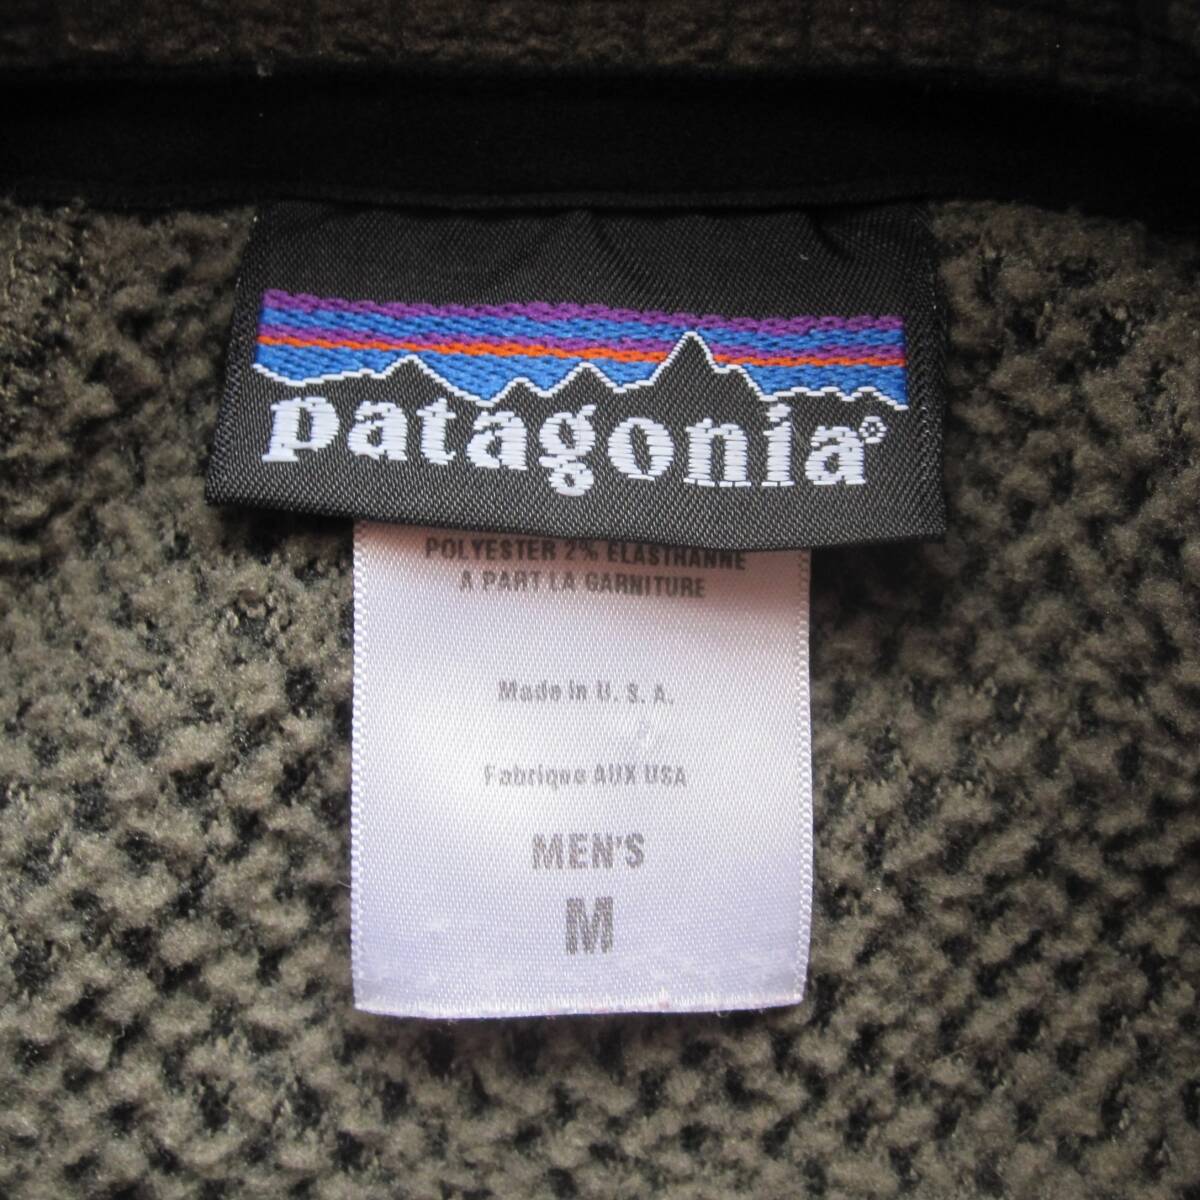 patagonia®
POLYESTER 2% ELASTHANNE
A PART LA GARNITURE
Made in U.S.A.
Fabrique AUX USA
MEN'S
M